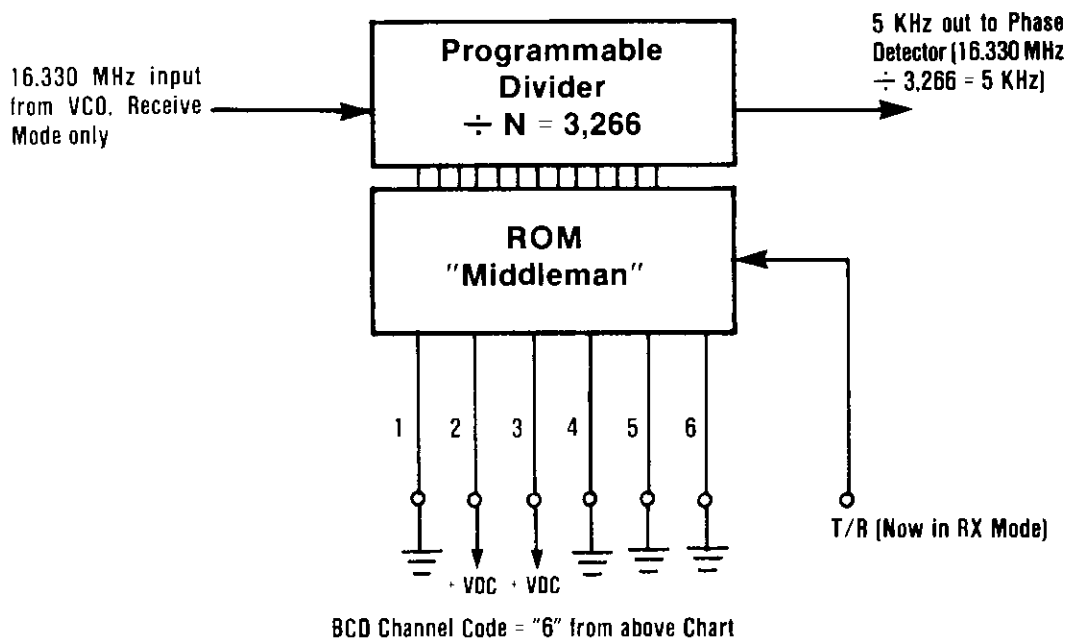 16.330 MHz input
from VCO. Receive
Mode only
Programmable
Divider
÷ N = 3,266
5 KHz out to Phase
Detector (16.330 MHz
÷ 3,266 = 5 KHz)
ROM
"Middleman"
1 2 3 4 5 6
+ VDC + VDC
T/R (Now in RX Mode)
BCD Channel Code = "6" from above Chart